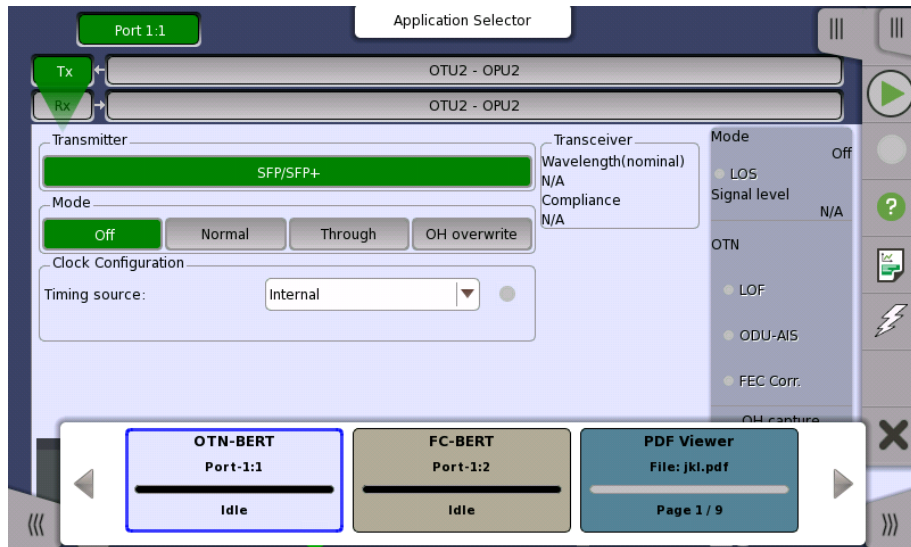 Port 1:1
Application Selector
Tx
OTU2 - OPU2
Rx
OTU2 - OPU2
Transmitter
SFP/SFP+
Mode
Off
Normal
Through
OH overwrite
Clock Configuration
Timing source:
Internal
Transceiver
Wavelength(nominal)
N/A
Compliance
N/A
Mode
Off
LOS
Signal level
N/A
OTN
LOF
ODU-AIS
FEC Corr.
OH capture
?
OTN-BERT
Port-1:1
Idle
FC-BERT
Port-1:2
Idle
PDF Viewer
File: jkl.pdf
Page 1 / 9